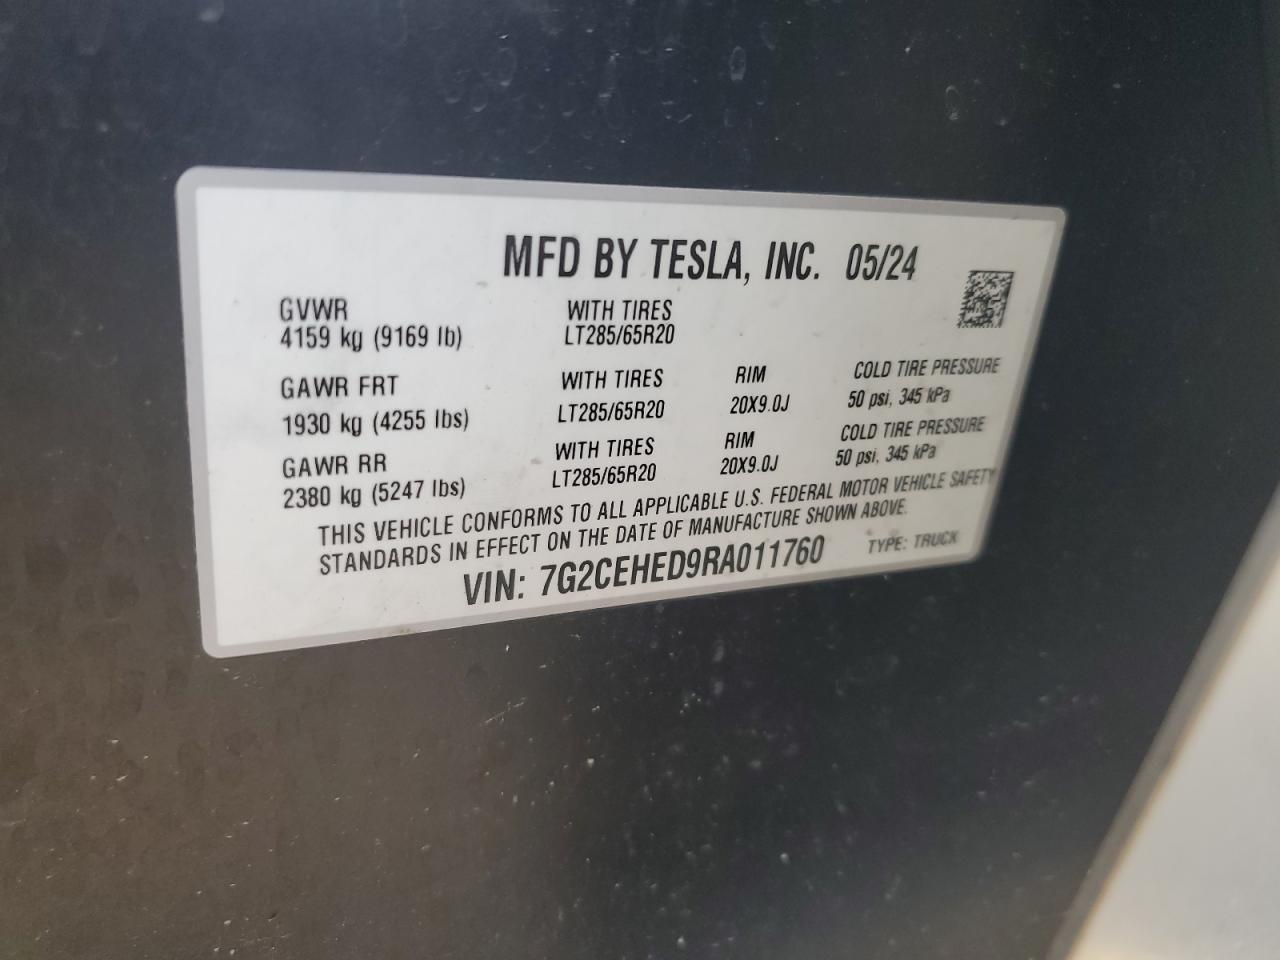 MFD BY TESLA, INC. 05/24
GVWR WITH TIRES
4159 kg (9169 lb) LT285/65R20
GAWR FRT WITH TIRES RIM COLD TIRE PRESSURE
1930 kg (4255 lbs) LT285/65R20 20X9.0J 50 psi, 345 kPa
GAWR RR WITH TIRES RIM COLD TIRE PRESSURE
2380 kg (5247 lbs) LT285/65R20 20X9.0J 50 psi, 345 kPa
THIS VEHICLE CONFORMS TO ALL APPLICABLE U.S. FEDERAL MOTOR VEHICLE SAFETY
STANDARDS IN EFFECT ON THE DATE OF MANUFACTURE SHOWN ABOVE.
VIN: 7G2CEHED9RA011760 TYPE: TRUCK